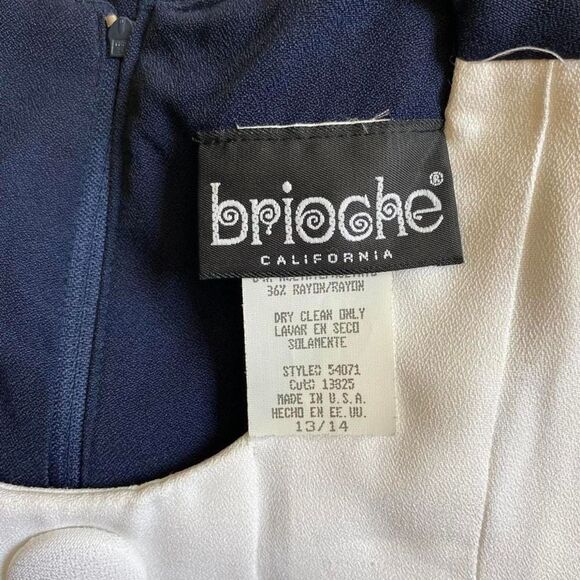 brioche®
CALIFORNIA
36% RAYON/RAYON
DRY CLEAN ONLY
LAVAR EN SECO
SOLAMENTE
STYLE: 54071
Cut: 13825
MADE IN U.S.A.
HECHO EN EE.UU.
13/14